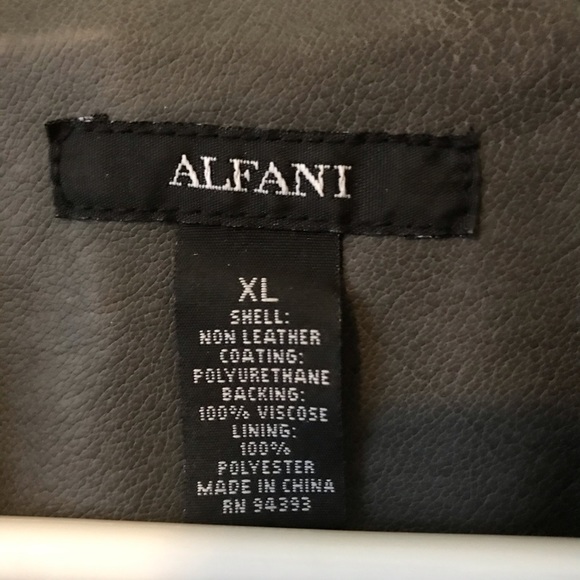 ALFANI
XL
SHELL:
NON LEATHER
COATING:
POLYURETHANE
BACKING:
100% VISCOSE
LINING:
100%
POLYESTER
MADE IN CHINA
RN 94393